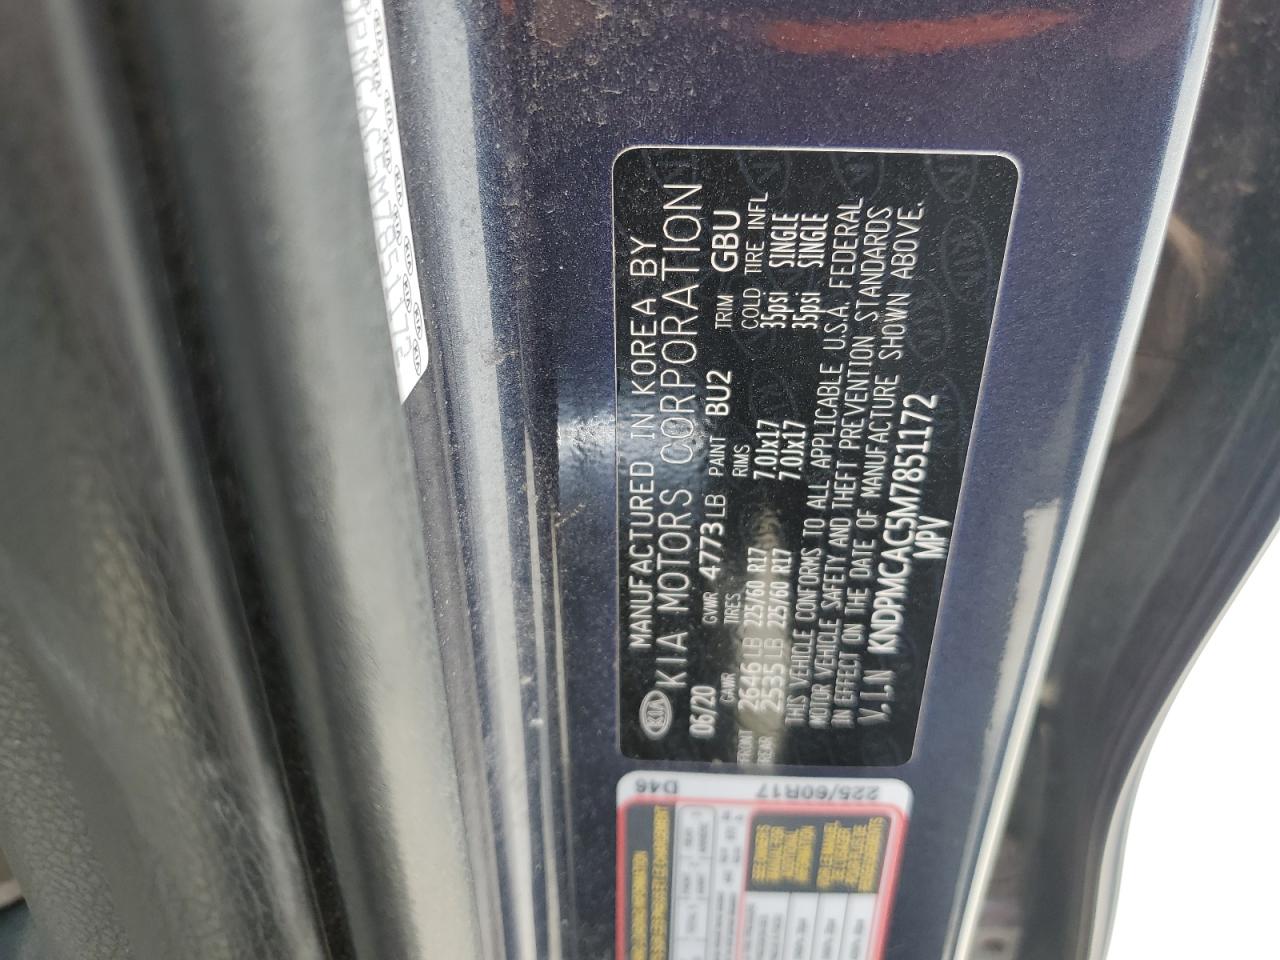 KIA
MANUFACTURED IN KOREA BY
KIA MOTORS CORPORATION
06/20 GVWR 4773 LB PAINT BU2 TRIM GBU
GAWR TIRES RIMS COLD TIRE INFL
FRONT 2646 LB 225/60 R17 7.0Jx17 35psi SINGLE
REAR 2535 LB 225/60 R17 7.0Jx17 35psi SINGLE
THIS VEHICLE CONFORMS TO ALL APPLICABLE U.S.A. FEDERAL
MOTOR VEHICLE SAFETY AND THEFT PREVENTION STANDARDS
IN EFFECT ON THE DATE OF MANUFACTURE SHOWN ABOVE.
V.I.N KNDPMCAC5M7851172
MPV
D46
225/60R17